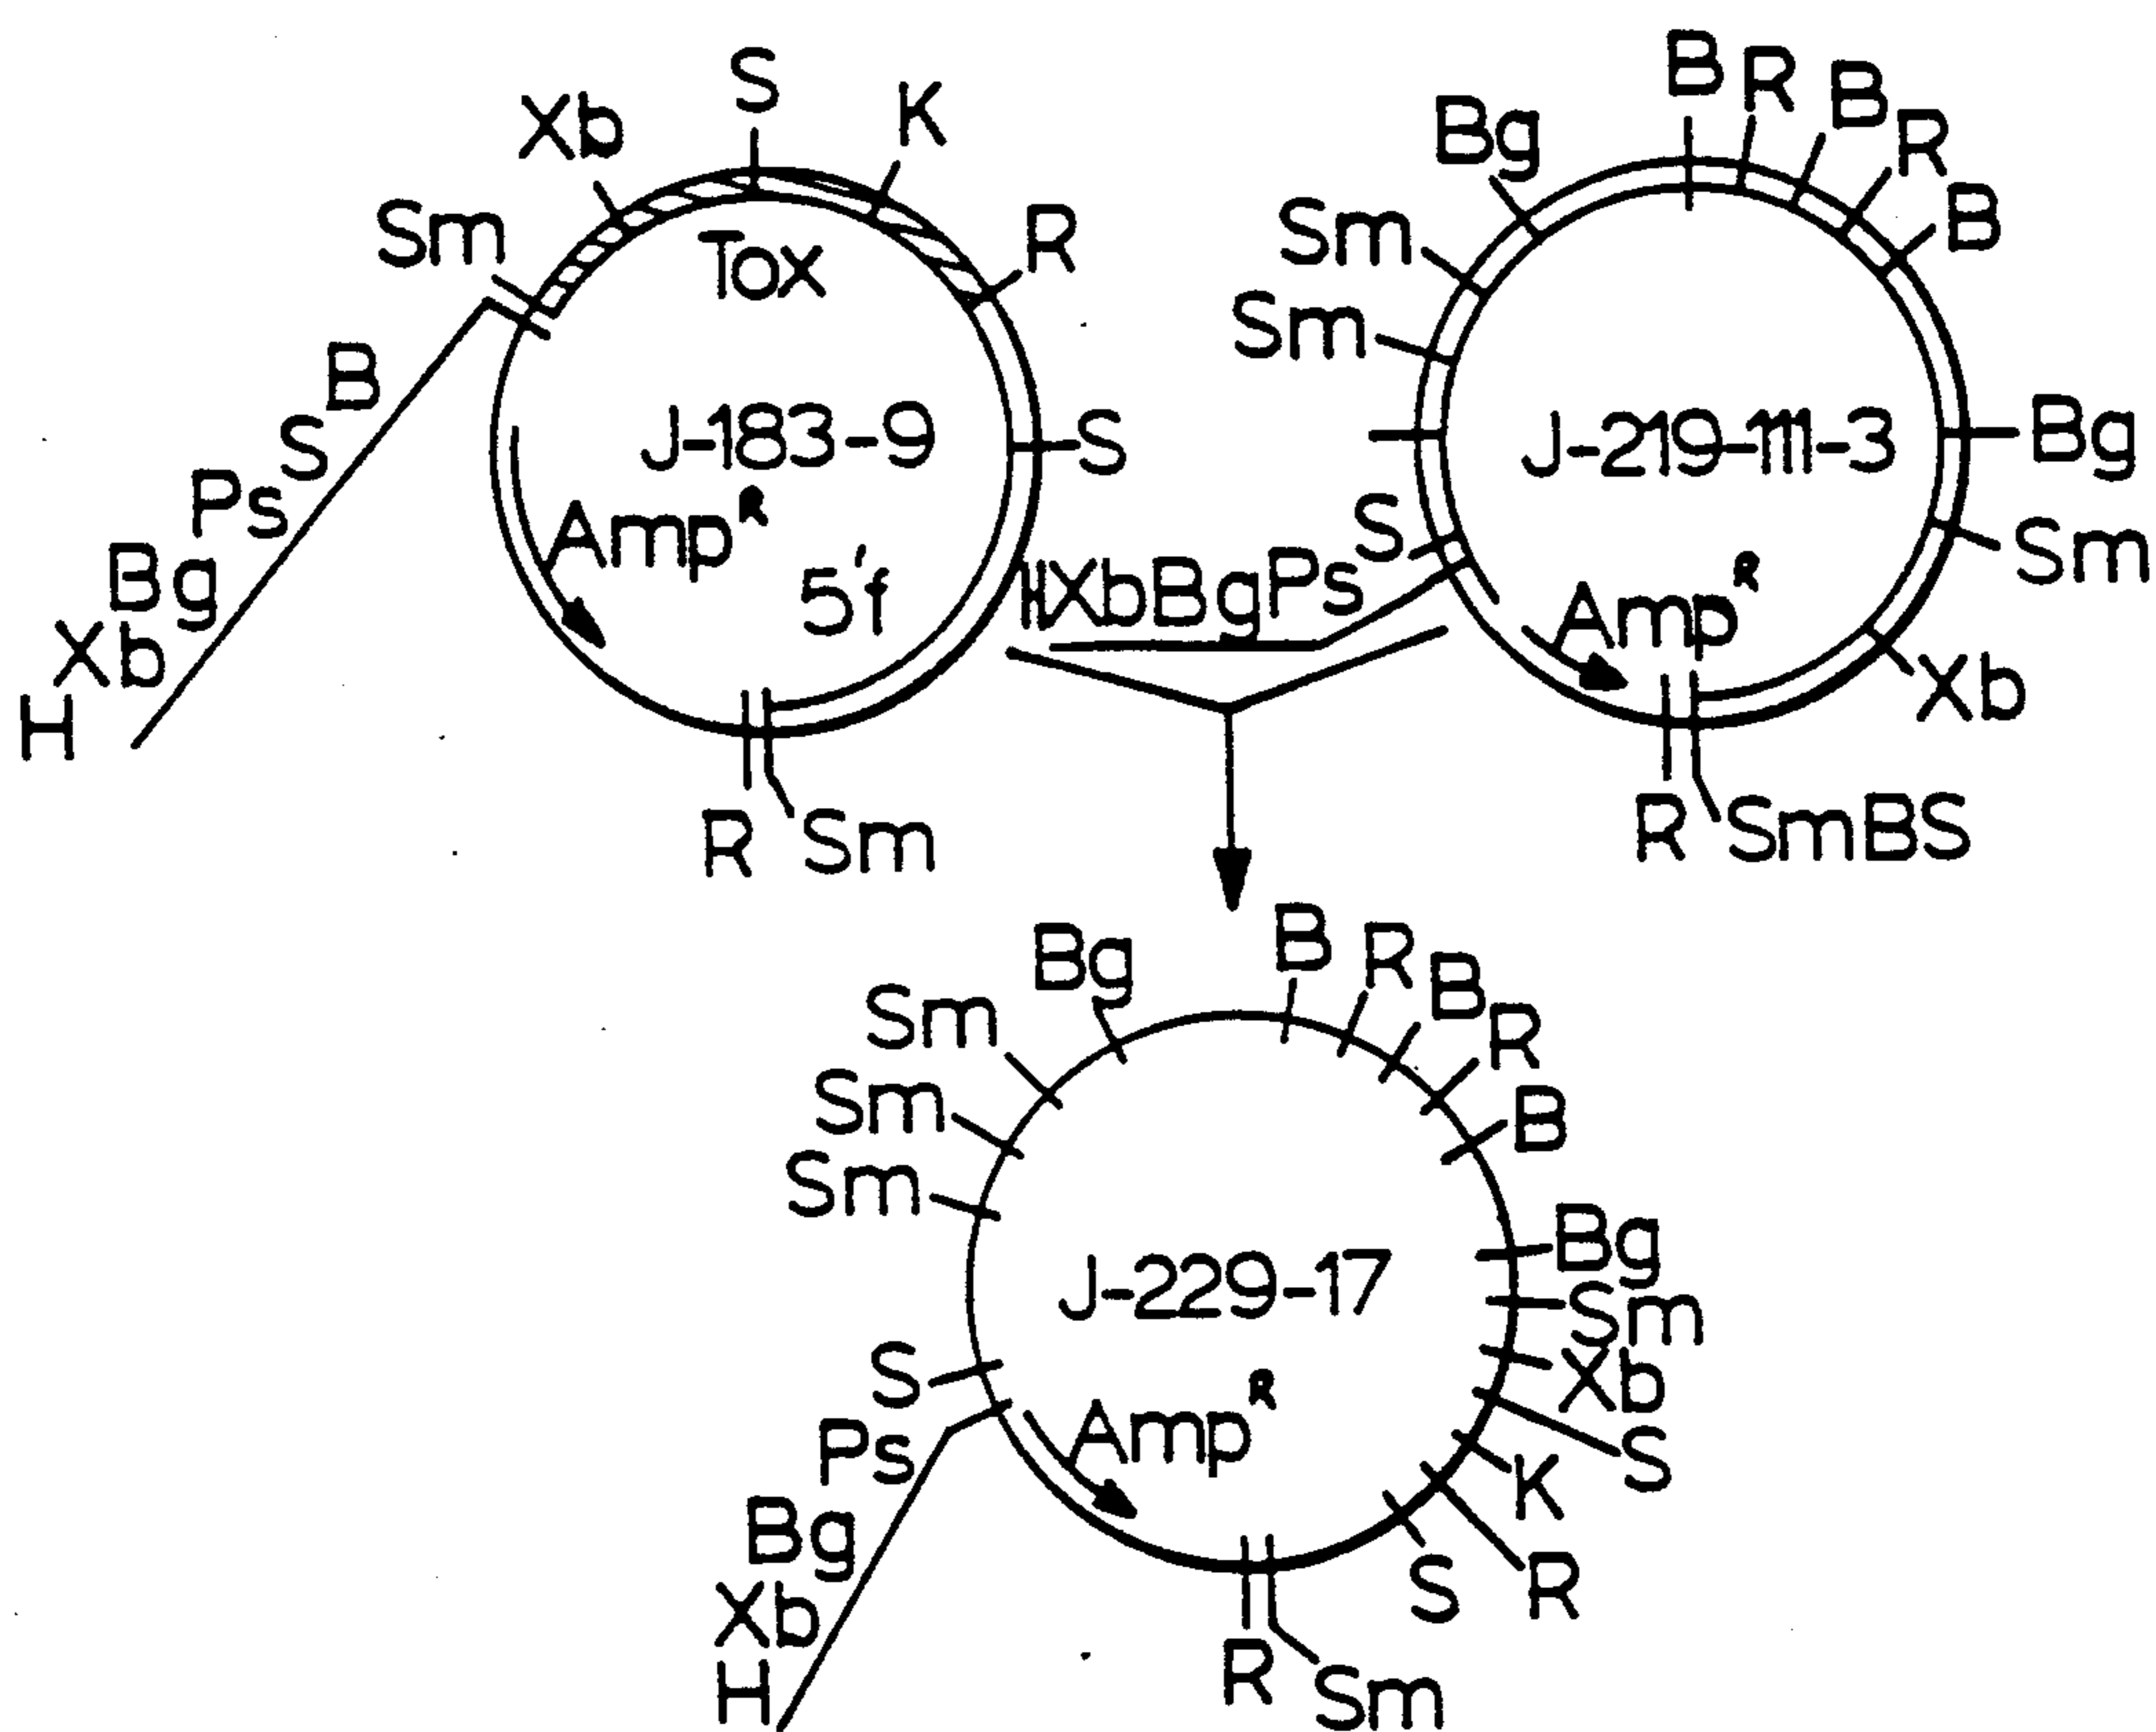 S
Xb
K
Sm
R
Tox
B
S
Ps
Bg
Xb
H
J-183-9
S
Amp R
5'f
R Sm
B R B R B
Bg
Sm
Sm
J-219-111-3
Bg
Sm
S
HXbBgPs
Amp R
Xb
R SmBS
Bg
B R B R B
Sm
Sm
Sm
J-229-17
Bg
Sm
Xb
S
K
R
S
S
Ps
Bg
Xb
H
Amp R
R Sm